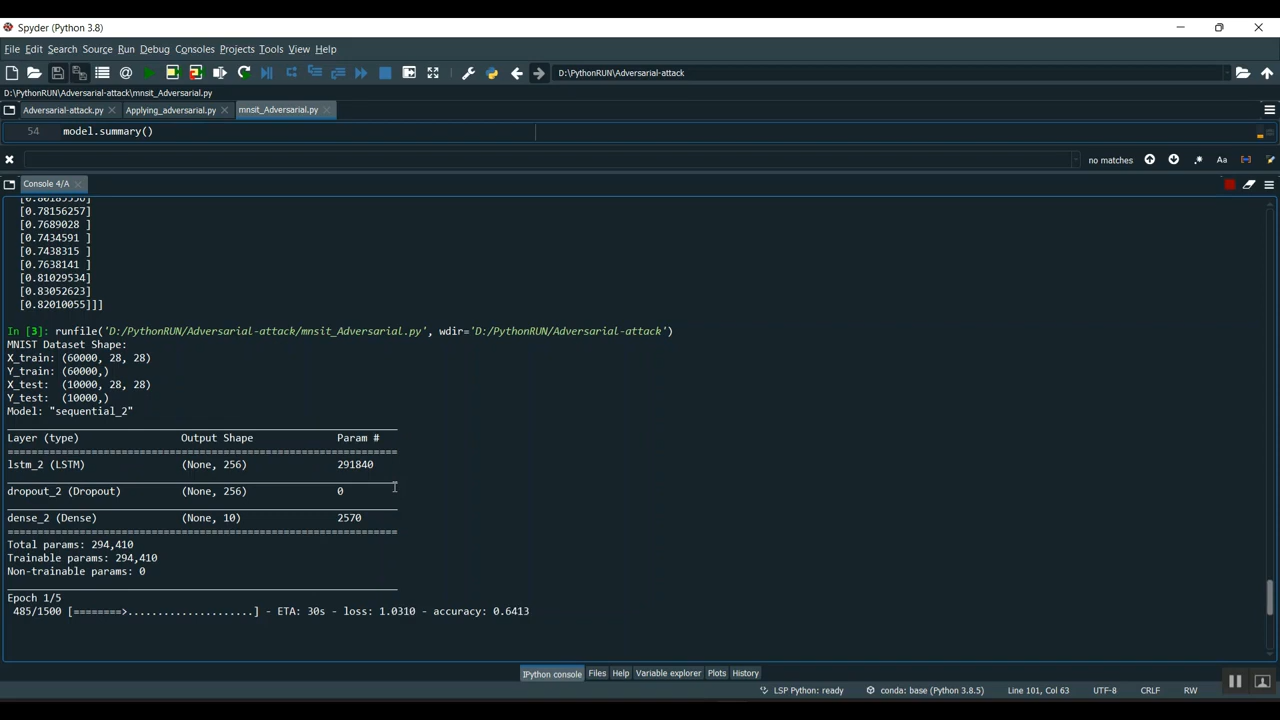 Spyder (Python 3.8)
File Edit Search Source Run Debug Consoles Projects Tools View Help
D:\PythonRUN\Adversarial-attack
D:\PythonRUN\Adversarial-attack\mnsit_Adversarial.py
Adversarial-attack.py Applying_adversarial.py mnsit_Adversarial.py
54 model.summary()
no matches .* Aa
Console 4/A
[0.78156257]
[0.7689028 ]
[0.7434591 ]
[0.7438315 ]
[0.7638141 ]
[0.81029534]
[0.83052623]
[0.82010055]]]
In [3]: runfile('D:/PythonRUN/Adversarial-attack/mnsit_Adversarial.py', wdir='D:/PythonRUN/Adversarial-attack')
MNIST Dataset Shape:
X_train: (60000, 28, 28)
Y_train: (60000,)
X_test:  (10000, 28, 28)
Y_test:  (10000,)
Model: "sequential_2"
Layer (type) Output Shape Param #
lstm_2 (LSTM) (None, 256) 291840
dropout_2 (Dropout) (None, 256) 0
dense_2 (Dense) (None, 10) 2570
Total params: 294,410
Trainable params: 294,410
Non-trainable params: 0
Epoch 1/5
485/1500 [========>.....................] - ETA: 30s - loss: 1.0310 - accuracy: 0.6413
IPython console Files Help Variable explorer Plots History
LSP Python: ready conda: base (Python 3.8.5) Line 101, Col 63 UTF-8 CRLF RW